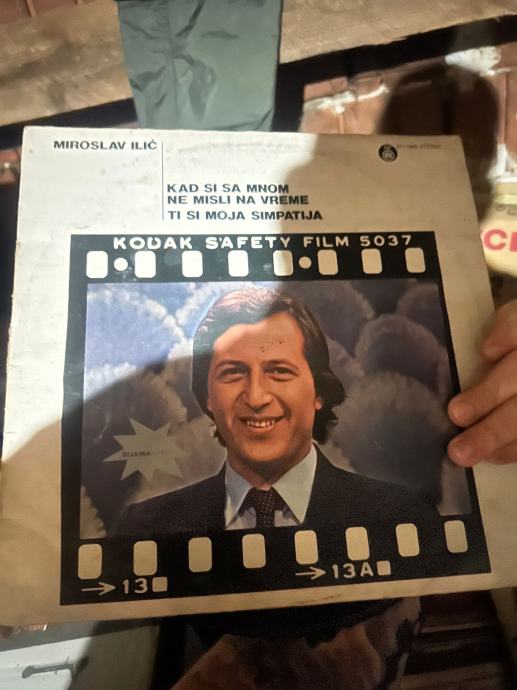 MIROSLAV ILIĆ
STEREO
KAD SI SA MNOM
NE MISLI NA VREME
TI SI MOJA SIMPATIJA
KODAK SAFETY FILM 5037
→13
→13A